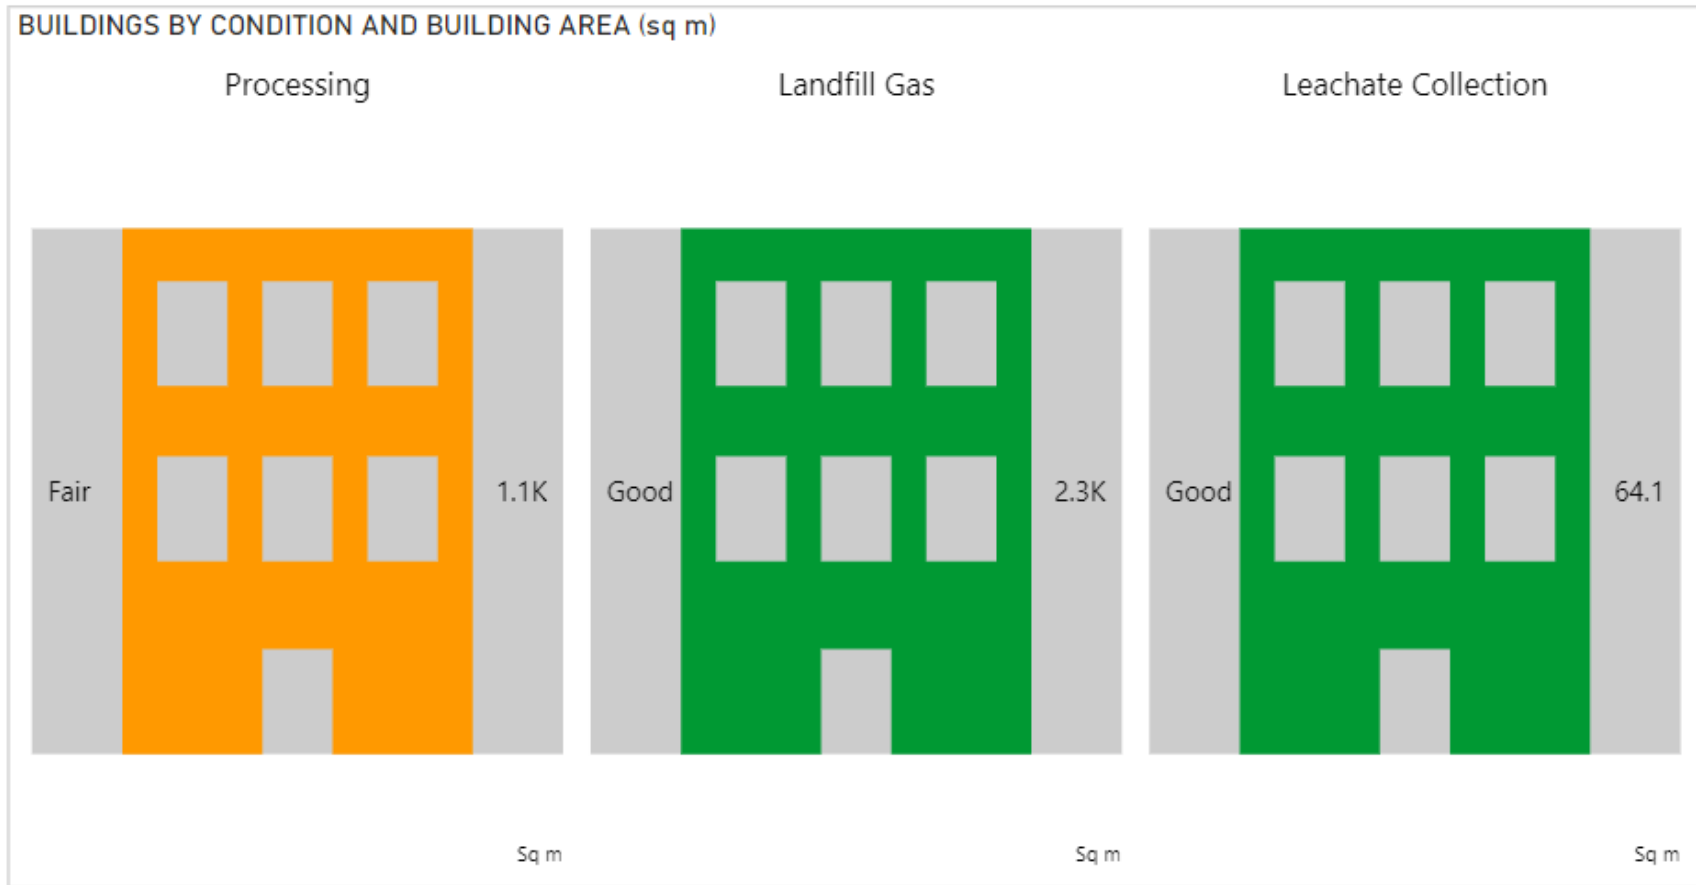 BUILDINGS BY CONDITION AND BUILDING AREA (sq m)
Processing
Landfill Gas
Leachate Collection
Fair
1.1K
Good
2.3K
Good
64.1
Sq m
Sq m
Sq m